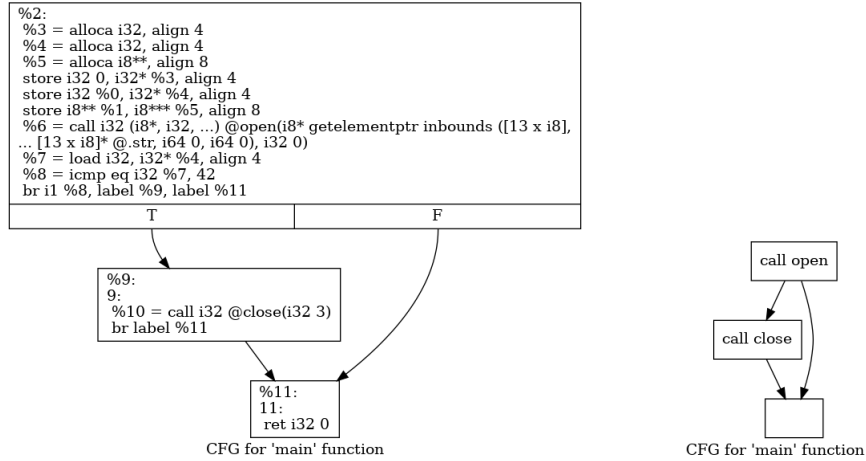 %2:
%3 = alloca i32, align 4
%4 = alloca i32, align 4
%5 = alloca i8**, align 8
store i32 0, i32* %3, align 4
store i32 %0, i32* %4, align 4
store i8** %1, i8*** %5, align 8
%6 = call i32 (i8*, i32, ...) @open(i8* getelementptr inbounds ([13 x i8],
... [13 x i8]* @.str, i64 0, i64 0), i32 0)
%7 = load i32, i32* %4, align 4
%8 = icmp eq i32 %7, 42
br i1 %8, label %9, label %11
T
F
%9:
9:
%10 = call i32 @close(i32 3)
br label %11
%11:
11:
ret i32 0
CFG for 'main' function
call open
call close
CFG for 'main' function